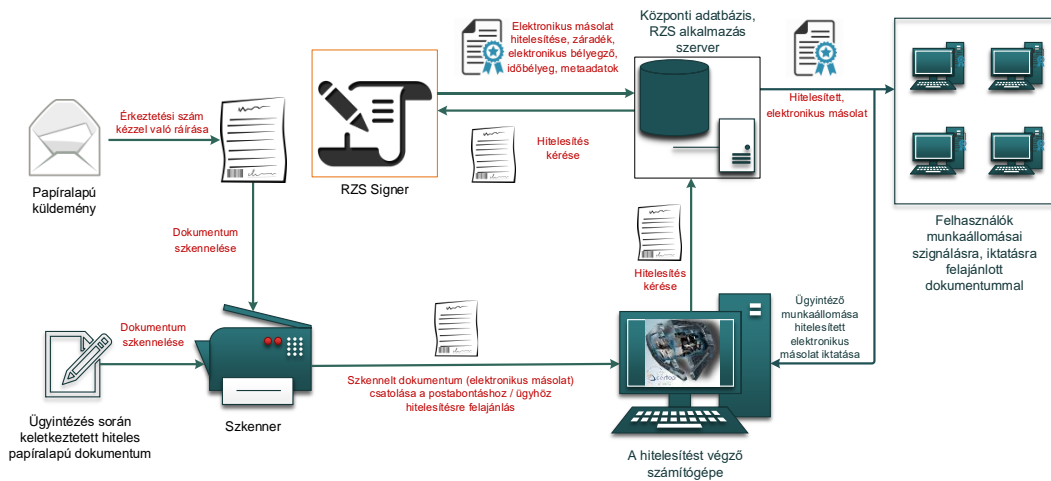 Elektronikus másolat
hitelesítése, záradék,
elektronikus bélyegző,
időbélyeg, metaadatok
Központi adatbázis,
RZS alkalmazás
szerver
Érkeztetési szám
kézzel való ráírása
Hitelesített,
elektronikus másolat
Hitelesítés
kérése
Papíralapú
küldemény
RZS Signer
Felhasználók
munkaállomásai
szignálásra, iktatásra
felajánlott
dokumentummal
Dokumentum
szkennelése
Hitelesítés
kérése
Ügyintéző
munkaállomása
hitelesített
elektronikus
másolat iktatása
Dokumentum
szkennelése
Szkennelt dokumentum (elektronikus másolat)
csatolása a postabontáshoz / ügyhöz
hitelesítésre felajánlás
Ügyintézés során
keletkeztetett hiteles
papíralapú dokumentum
Szkenner
A hitelesítést végző
számítógépe